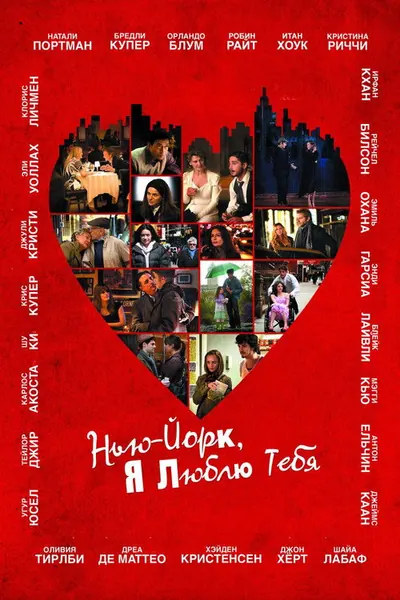 НАТАЛИ ПОРТМАН
БРЕДЛИ КУПЕР
ОРЛАНДО БЛУМ
РОБИН РАЙТ
ИТАН ХОУК
КРИСТИНА РИЧЧИ
КЛОРИС ЛИЧМЕН
ЭЛИ УОЛЛАХ
ДЖУЛИ КРИСТИ
КРИС КУПЕР
ШУ КИ
КАРЛОС АКОСТА
ТЕЙЛОР ДЖИР
УГУР ЮСЕЛ
ИРФАН КХАН
РЕЙЧЕЛ БИЛСОН
ЭМИЛЬ ОХАНА
ЭНДИ ГАРСИА
БЛЕЙК ЛАЙВЛИ
МЭГГИ КЬЮ
АНТОН ЕЛЬЧИН
ДЖЕЙМС КААН
Нью-Йорк,
Я Люблю Тебя
ОЛИВИЯ ТИРЛБИ
ДРЕА ДЕ МАТТЕО
ХЭЙДЕН КРИСТЕНСЕН
ДЖОН ХЁРТ
ШАЙА ЛАБАФ